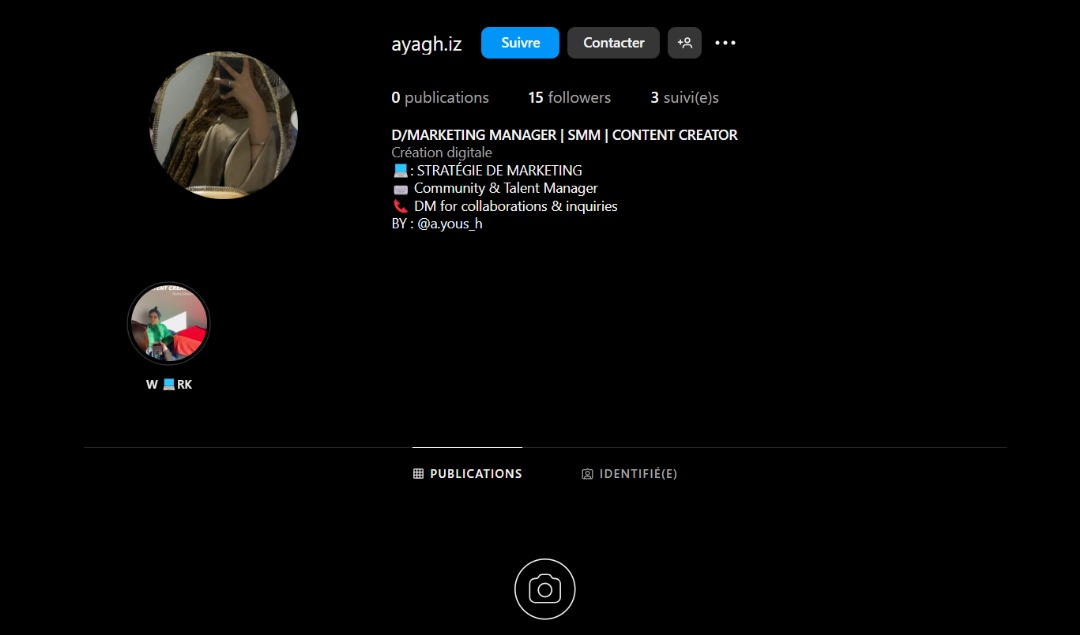 ayagh.iz Suivre Contacter
0 publications 15 followers 3 suivi(e)s
D/MARKETING MANAGER | SMM | CONTENT CREATOR
Création digitale
💻: STRATÉGIE DE MARKETING
Community & Talent Manager
📞 DM for collaborations & inquiries
BY : @a.yous_h
W 💻RK
PUBLICATIONS IDENTIFIÉ(E)